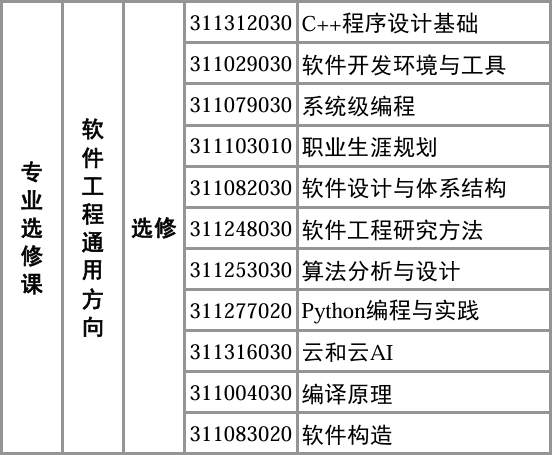 专业选修课
软件工程通用方向
选修
311312030 C++程序设计基础
311029030 软件开发环境与工具
311079030 系统级编程
311103010 职业生涯规划
311082030 软件设计与体系结构
311248030 软件工程研究方法
311253030 算法分析与设计
311277020 Python编程与实践
311316030 云和云AI
311004030 编译原理
311083020 软件构造